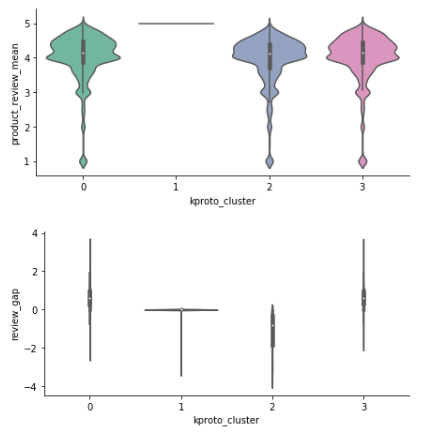 product_review_mean
5
4
3
2
1
0 1 2 3
kproto_cluster
review_gap
4
2
0
−2
−4
0 1 2 3
kproto_cluster